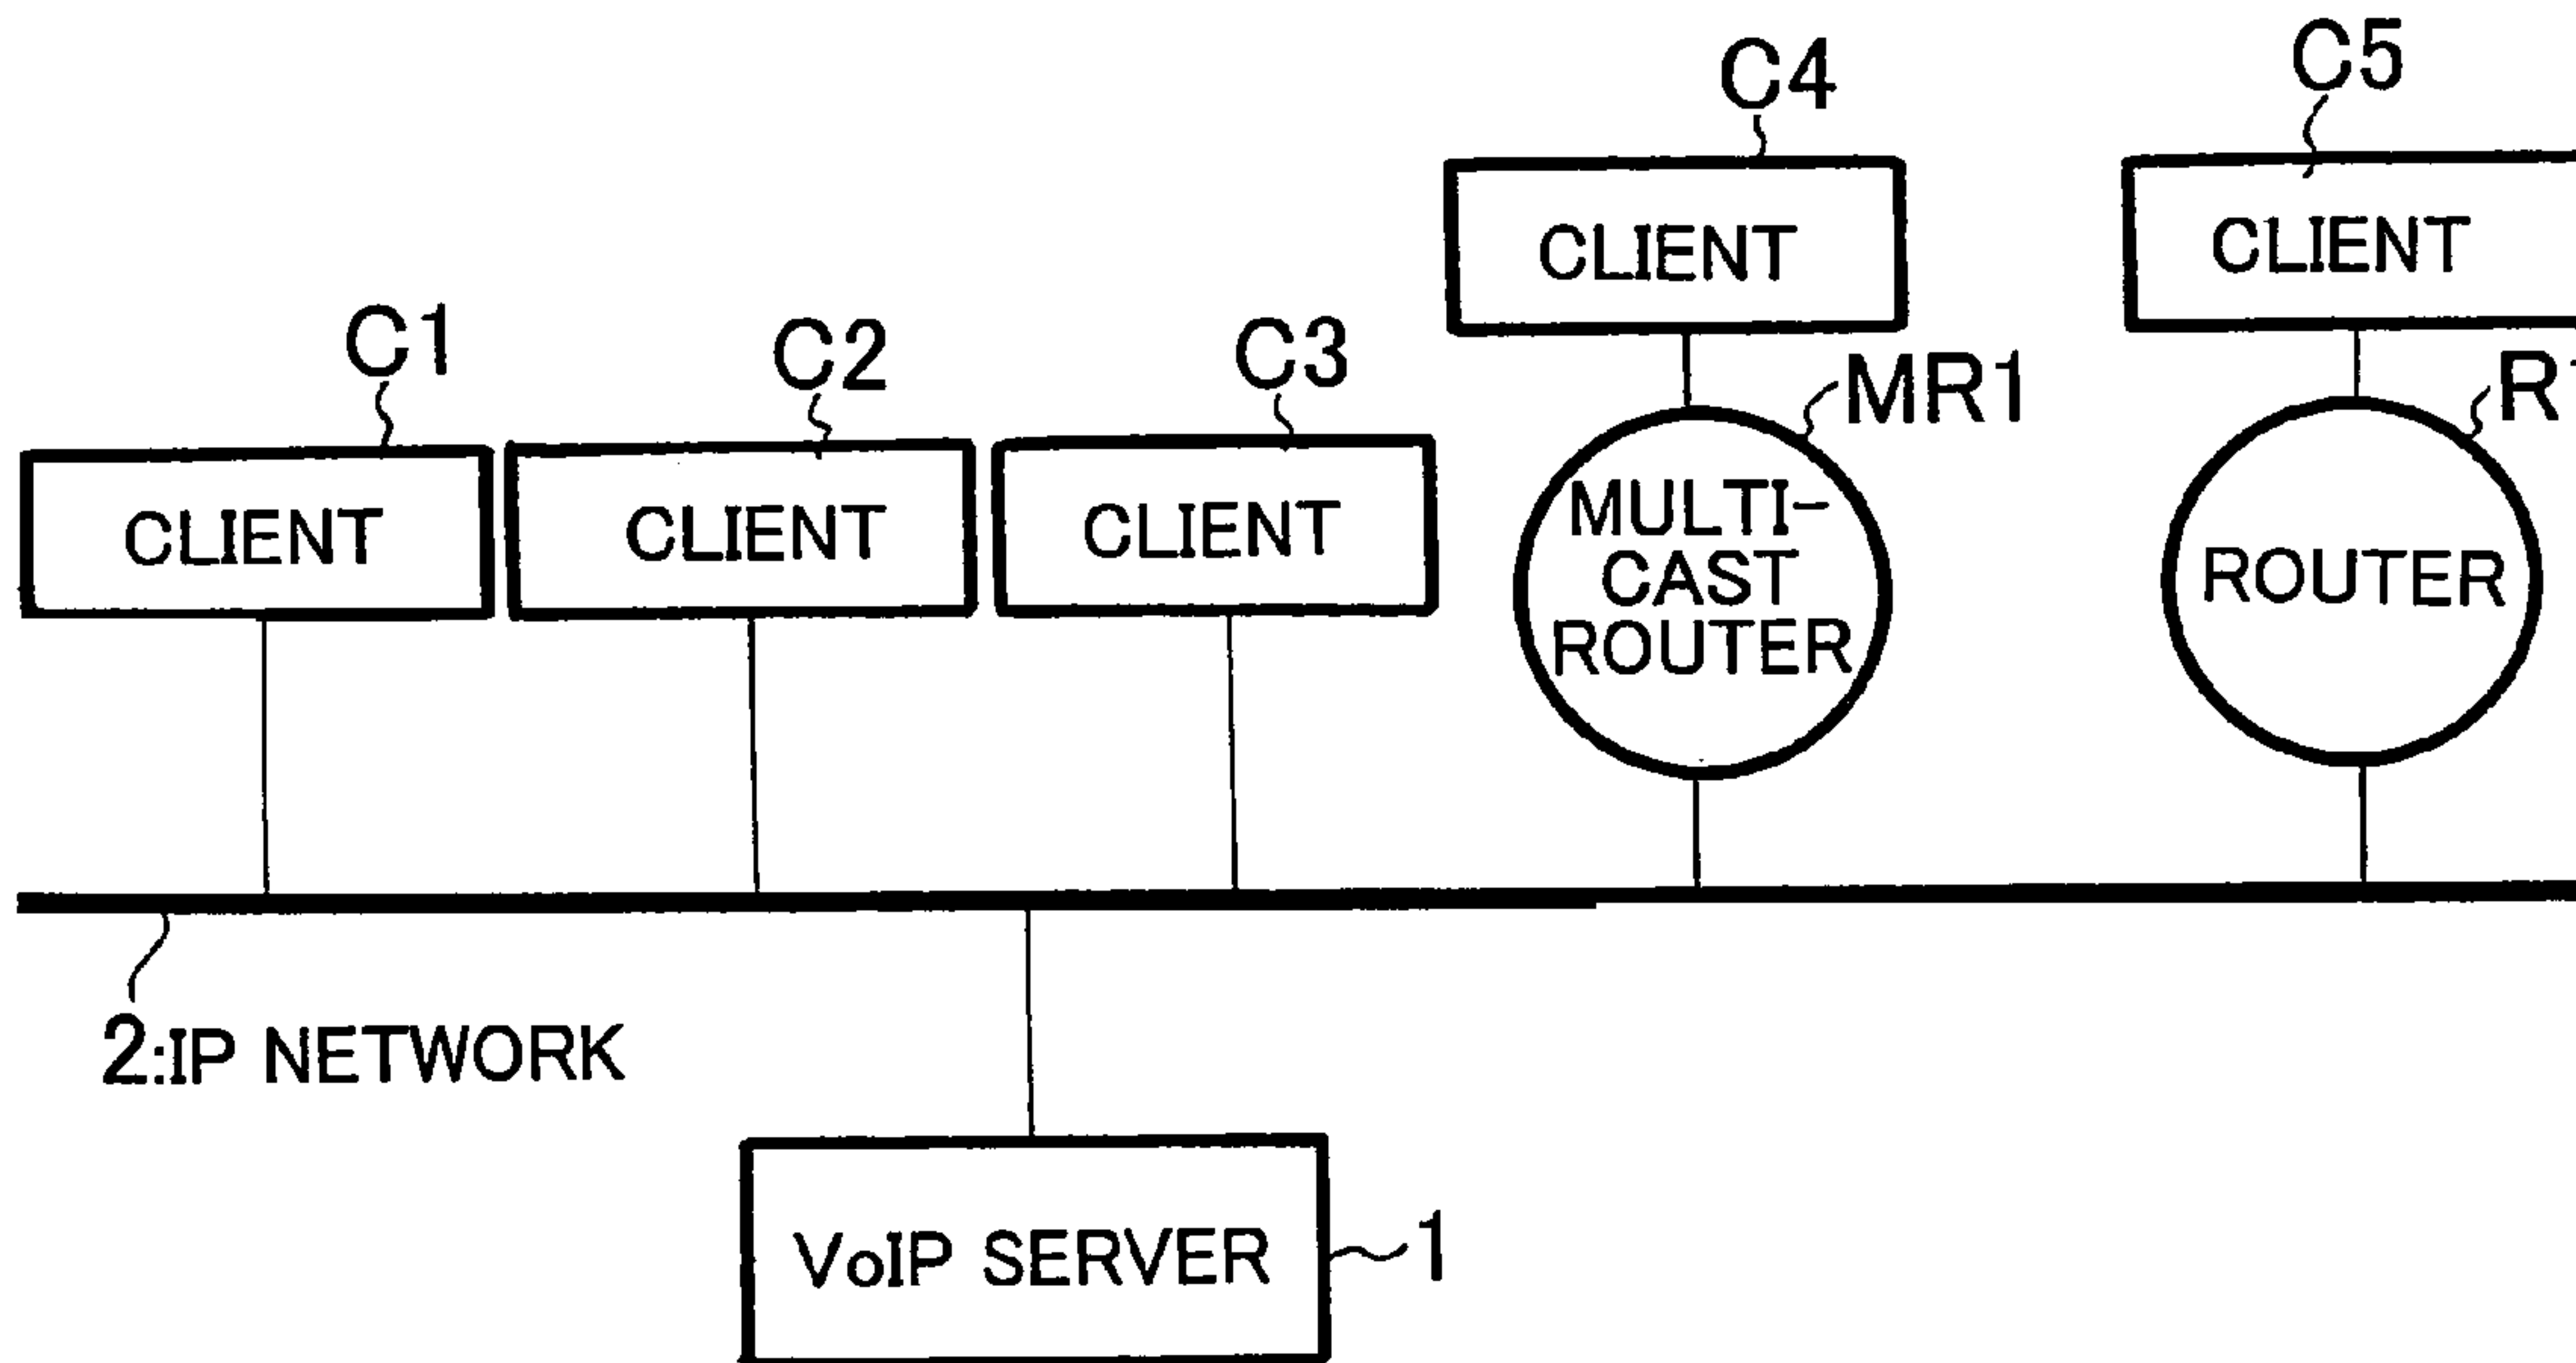 C4
C5
CLIENT
CLIENT
C1
C2
C3
MR1
R1
CLIENT
CLIENT
CLIENT
MULTI-
CAST
ROUTER
ROUTER
2:IP NETWORK
VoIP SERVER
1